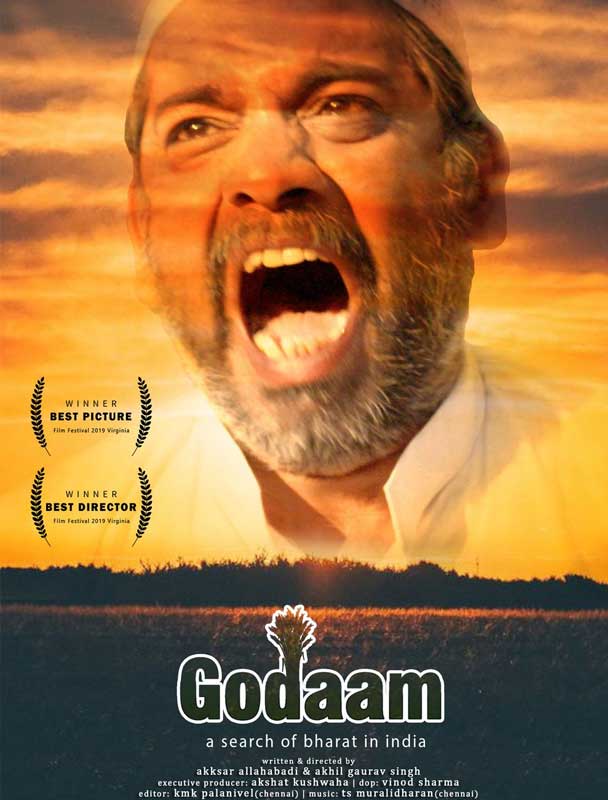 WINNER
BEST PICTURE
Film Festival 2019 Virginia
WINNER
BEST DIRECTOR
Film Festival 2019 Virginia
Godaam
a search of bharat in india
written & directed by
akksar allahabadi & akhil gaurav singh
executive producer: akshat kushwaha | dop: vinod sharma
editor: kmk palanivel(chennai) | music: ts muralidharan(chennai)